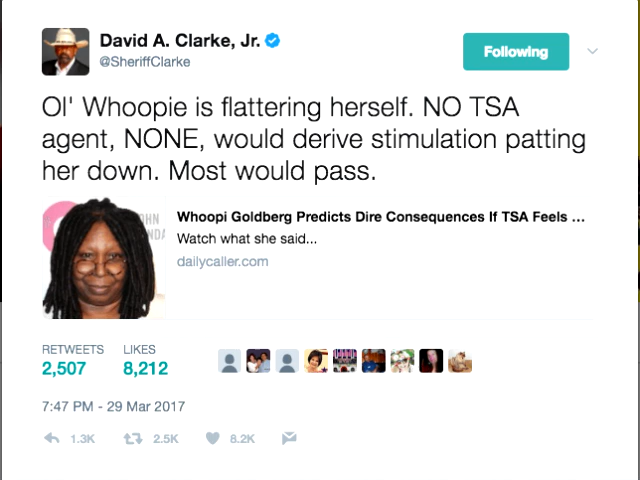 David A. Clarke, Jr.
@SheriffClarke
Following
Ol' Whoopie is flattering herself. NO TSA
agent, NONE, would derive stimulation patting
her down. Most would pass.
Whoopi Goldberg Predicts Dire Consequences If TSA Feels ...
Watch what she said...
dailycaller.com
RETWEETS
LIKES
2,507
8,212
7:47 PM - 29 Mar 2017
1.3K
2.5K
8.2K